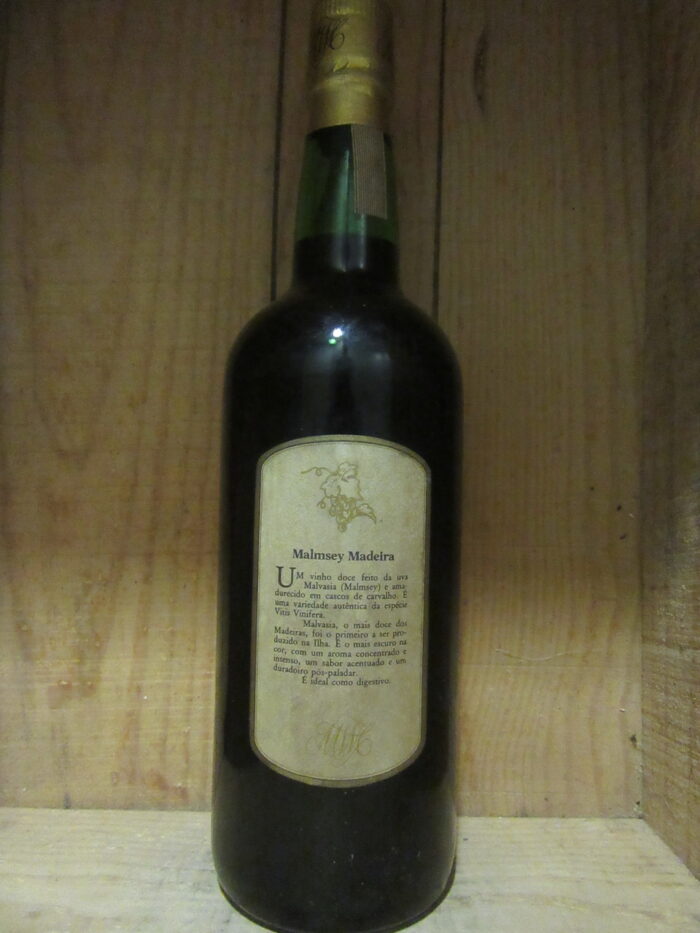 Malmsey Madeira
UM vinho doce feito da uva
Malvasia (Malmsey) e ama-
durecido em cascos de carvalho. É
uma variedade autêntica da espécie
Vitis Vinifera.
Malvasia, o mais doce dos
Madeiras, foi o primeiro a ser pro-
duzido na Ilha. É o mais escuro na
cor, com um aroma concentrado e
intenso, um sabor acentuado e um
duradoiro pós-paladar.
É ideal como digestivo.